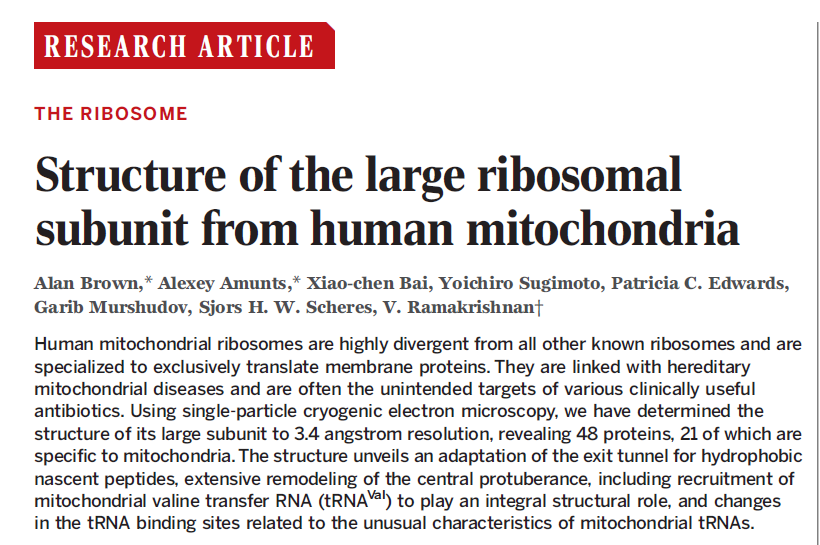 RESEARCH ARTICLE
THE RIBOSOME
Structure of the large ribosomal
subunit from human mitochondria
Alan Brown,* Alexey Amunts,* Xiao-chen Bai, Yoichiro Sugimoto, Patricia C. Edwards,
Garib Murshudov, Sjors H. W. Scheres, V. Ramakrishnan†
Human mitochondrial ribosomes are highly divergent from all other known ribosomes and are
specialized to exclusively translate membrane proteins. They are linked with hereditary
mitochondrial diseases and are often the unintended targets of various clinically useful
antibiotics. Using single-particle cryogenic electron microscopy, we have determined the
structure of its large subunit to 3.4 angstrom resolution, revealing 48 proteins, 21 of which are
specific to mitochondria. The structure unveils an adaptation of the exit tunnel for hydrophobic
nascent peptides, extensive remodeling of the central protuberance, including recruitment of
mitochondrial valine transfer RNA (tRNAVal) to play an integral structural role, and changes
in the tRNA binding sites related to the unusual characteristics of mitochondrial tRNAs.